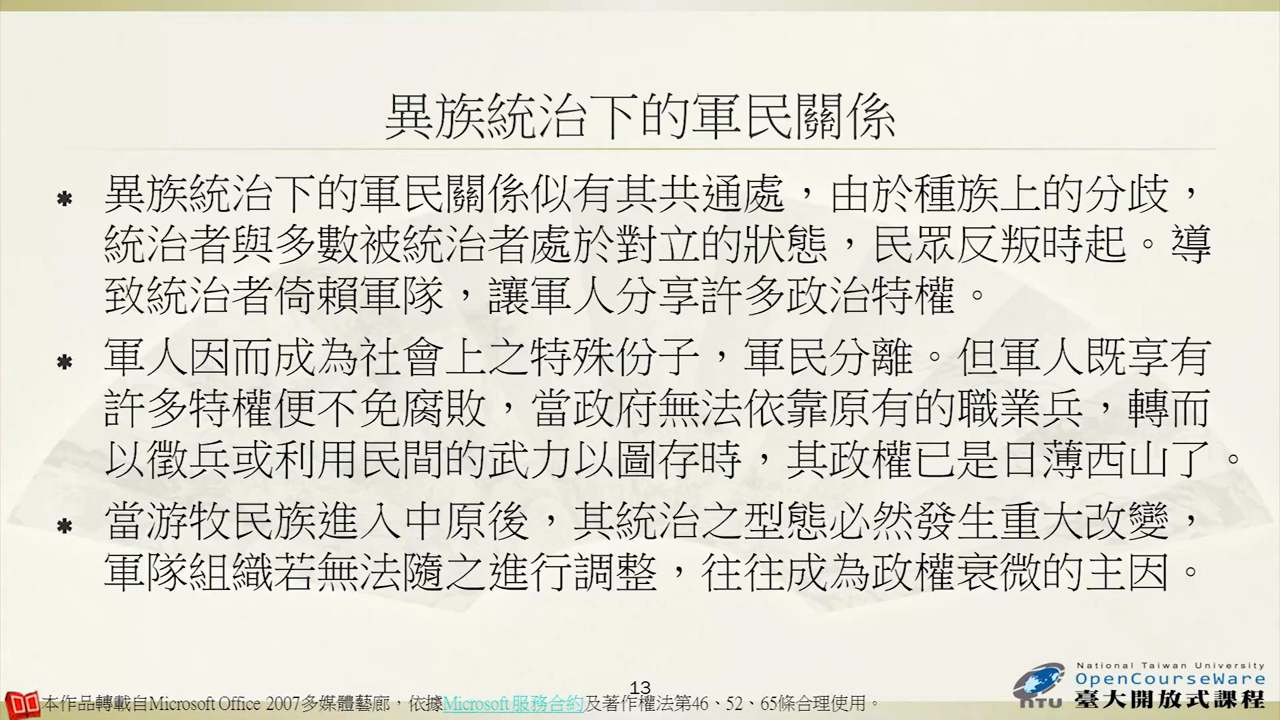 異族統治下的軍民關係
* 異族統治下的軍民關係似有其共通處，由於種族上的分歧，
統治者與多數被統治者處於對立的狀態，民眾反叛時起。導
致統治者倚賴軍隊，讓軍人分享許多政治特權。
* 軍人因而成為社會上之特殊份子，軍民分離。但軍人既享有
許多特權便不免腐敗，當政府無法依靠原有的職業兵，轉而
以徵兵或利用民間的武力以圖存時，其政權已是日薄西山了。
* 當游牧民族進入中原後，其統治之型態必然發生重大改變，
軍隊組織若無法隨之進行調整，往往成為政權衰微的主因。
13
本作品轉載自Microsoft Office 2007多媒體藝廊，依據Microsoft 服務合約及著作權法第46、52、65條合理使用。
National Taiwan University
OpenCourseWare
NTU 臺大開放式課程